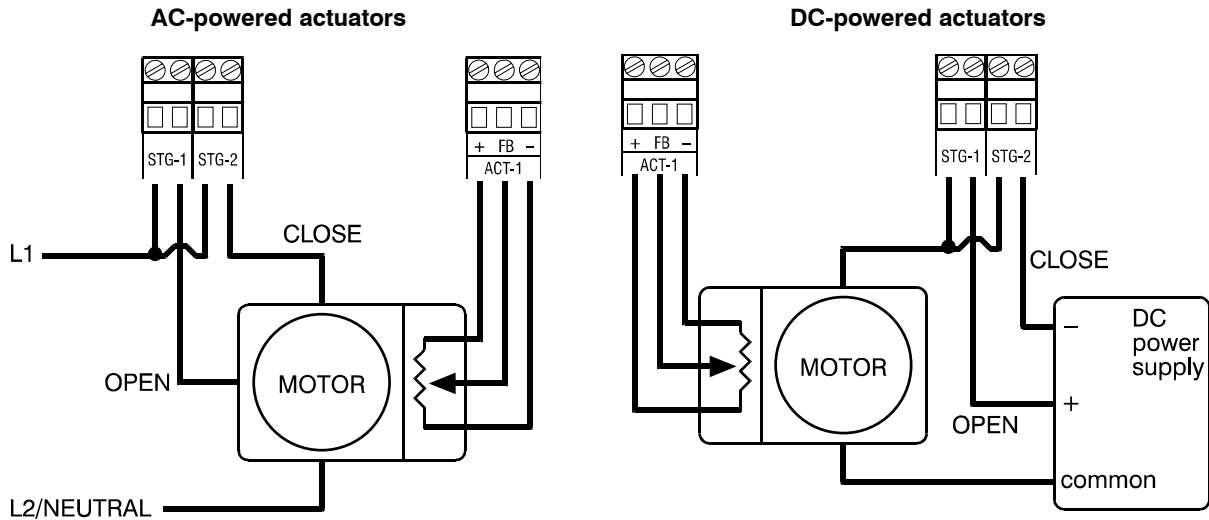 AC-powered actuators
STG-1 STG-2
+ FB −
ACT-1
L1
CLOSE
OPEN
MOTOR
L2/NEUTRAL
DC-powered actuators
+ FB −
ACT-1
STG-1 STG-2
CLOSE
MOTOR
− DC
power
supply
+
OPEN
common